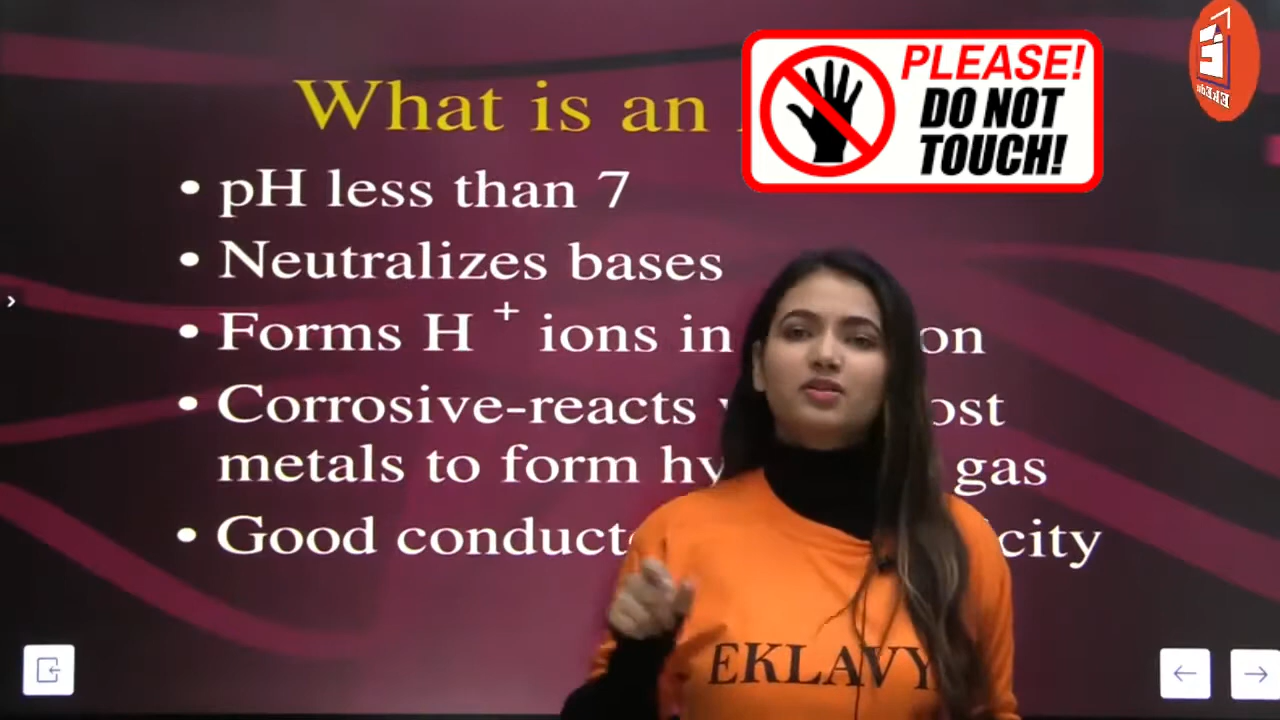 What is an
PLEASE!
DO NOT
TOUCH!
• pH less than 7
• Neutralizes bases
• Forms H + ions in on
• Corrosive-reacts ost
metals to form hy gas
• Good conduct city
EKLAVY